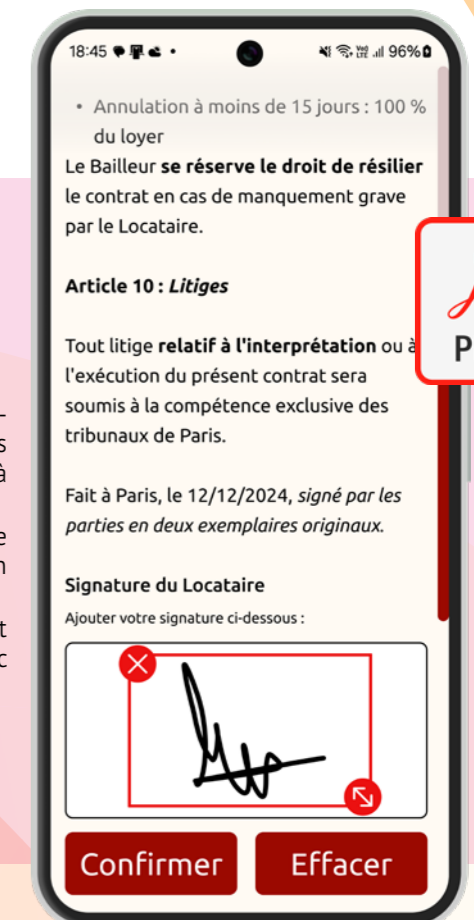 18:45
96%
• Annulation à moins de 15 jours : 100 %
du loyer
Le Bailleur se réserve le droit de résilier
le contrat en cas de manquement grave
par le Locataire.
Article 10 : Litiges
Tout litige relatif à l'interprétation ou à
l'exécution du présent contrat sera
soumis à la compétence exclusive des
tribunaux de Paris.
Fait à Paris, le 12/12/2024, signé par les
parties en deux exemplaires originaux.
Signature du Locataire
Ajouter votre signature ci-dessous :
Confirmer
Effacer